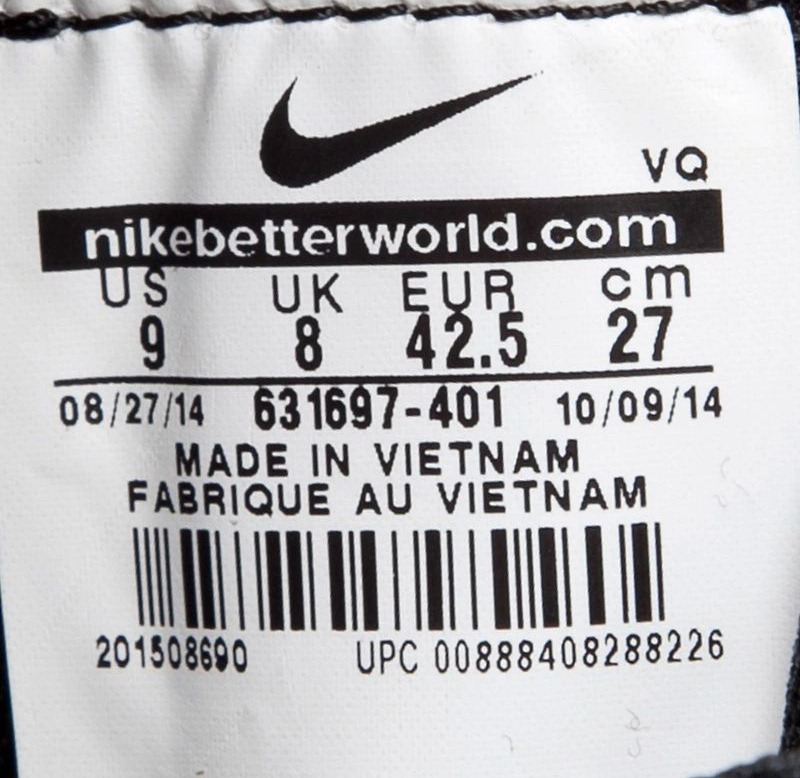 VQ
nikebetterworld.com
US UK EUR cm
9 8 42.5 27
08/27/14 631697-401 10/09/14
MADE IN VIETNAM
FABRIQUE AU VIETNAM
201508690 UPC 00888408288226